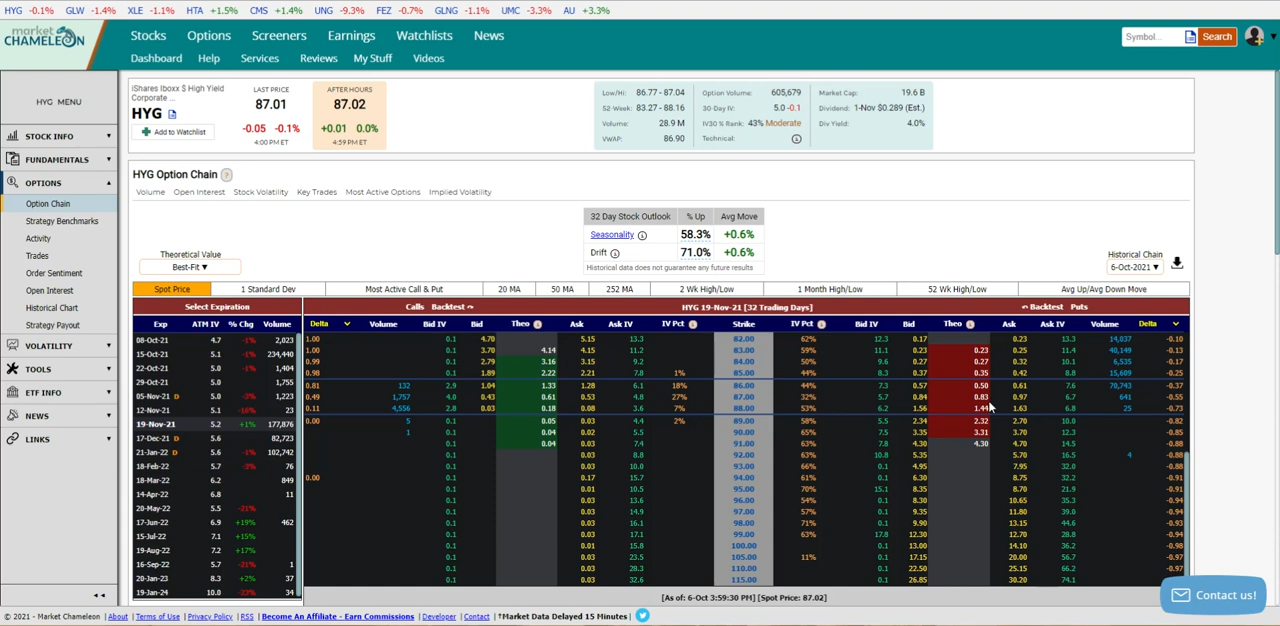 HYG -0.1% GLW -1.4% XLE -1.1% HTA +1.5% CMS +1.4% UNG -9.3% FEZ -0.7% GLNG -1.1% UMC -3.3% AU +3.3%
market CHAMELEON
Stocks Options Screeners Earnings Watchlists News
Dashboard Help Services Reviews My Stuff Videos
Symbol... Search
HYG MENU
STOCK INFO
FUNDAMENTALS
OPTIONS
Option Chain
Strategy Benchmarks
Activity
Trades
Order Sentiment
Open Interest
Historical Chart
Strategy Payout
VOLATILITY
TOOLS
ETF INFO
NEWS
LINKS
iShares Iboxx $ High Yield
Corporate ...
HYG
Add to Watchlist
LAST PRICE
87.01
-0.05 -0.1%
4:00 PM ET
AFTER HOURS
87.02
+0.01 0.0%
4:59 PM ET
Low/Hi: 86.77 - 87.04
52-Week: 83.27 - 88.16
Volume: 28.9 M
VWAP: 86.90
Option Volume: 605,679
30-Day IV: 5.0 -0.1
IV30 % Rank: 43% Moderate
Technical:
Market Cap: 19.6 B
Dividend: 1-Nov $0.289 (Est.)
Div Yield: 4.0%
HYG Option Chain
Volume Open Interest Stock Volatility Key Trades Most Active Options Implied Volatility
32 Day Stock Outlook % Up Avg Move
Seasonality 58.3% +0.6%
Drift 71.0% +0.6%
Historical data does not guarantee any future results
Theoretical Value
Best-Fit ▼
Historical Chain
6-Oct-2021 ▼
Spot Price 1 Standard Dev Most Active Call & Put 20 MA 50 MA 252 MA 2 Wk High/Low 1 Month High/Low 52 Wk High/Low Avg Up/Avg Down Move
Select Expiration
Exp ATM IV % Chg Volume
08-Oct-21 4.7 -1% 2,023
15-Oct-21 5.1 -1% 234,440
22-Oct-21 5.0 -1% 1,404
29-Oct-21 5.0 1,755
05-Nov-21 D 5.0 -3% 1,223
12-Nov-21 5.1 -16% 23
19-Nov-21 5.2 +1% 177,876
17-Dec-21 D 5.6 82,723
21-Jan-22 D 5.6 -1% 102,742
18-Feb-22 5.7 -3% 76
18-Mar-22 6.2 849
14-Apr-22 6.8 11
20-May-22 5.5 -21%
17-Jun-22 6.9 +19% 462
15-Jul-22 7.1 +15%
19-Aug-22 7.2 +17%
16-Sep-22 5.6 -21% 1
20-Jan-23 8.3 +2% 37
19-Jan-24 10.0 -23% 34
Calls Backtest HYG 19-Nov-21 [32 Trading Days] Backtest Puts
Delta Volume Bid IV Bid Theo Ask Ask IV IV Pct Strike IV Pct Bid IV Bid Theo Ask Ask IV Volume Delta
1.00 0.1 4.70 5.15 13.3 82.00 62% 12.3 0.17 0.23 13.3 14,037 -0.10
1.00 0.1 3.70 4.14 4.15 11.3 83.00 59% 11.1 0.23 0.23 0.25 11.4 40,149 -0.13
0.99 0.1 2.79 3.16 3.15 9.2 84.00 50% 9.6 0.27 0.27 0.32 10.1 6,535 -0.17
0.98 0.1 1.89 2.22 2.21 7.8 1% 85.00 44% 8.3 0.37 0.35 0.42 8.8 15,609 -0.25
0.81 132 2.9 1.04 1.33 1.28 6.1 18% 86.00 44% 7.3 0.57 0.50 0.61 7.6 70,743 -0.37
0.49 1,757 2.8 0.40 0.61 0.53 4.8 27% 87.00 32% 5.7 0.84 0.83 0.97 6.7 641 -0.55
0.11 4,556 2.8 0.03 0.18 0.08 3.6 7% 88.00 53% 6.2 1.56 1.44 1.63 6.8 25 -0.73
0.00 5 0.1 0.05 0.03 4.4 2% 89.00 58% 5.5 2.34 2.32 2.70 10.0 -0.82
1 0.1 0.04 0.02 5.5 90.00 65% 7.2 3.35 3.31 3.70 12.3 -0.85
0.1 0.04 0.03 7.3 91.00 63% 7.8 4.30 4.30 4.70 14.5 -0.88
0.1 0.03 8.8 92.00 63% 10.8 5.35 5.70 16.5 4 -0.88
0.1 0.03 10.0 93.00 66% 0.1 4.95 7.95 32.0 -0.88
0.00 0.1 0.17 15.7 94.00 61% 0.1 6.30 8.75 32.2 -0.91
0.1 0.01 10.5 95.00 70% 15.1 8.35 8.70 21.9 -0.94
0.1 0.03 13.6 96.00 54% 0.1 8.30 10.65 35.3 -0.94
0.1 0.03 14.9 97.00 57% 0.1 9.35 11.80 39.0 -0.94
0.1 0.03 16.1 98.00 71% 0.1 9.90 13.15 44.6 -0.93
0.1 0.03 17.1 99.00 63% 17.8 12.30 12.70 28.8 -0.94
0.1 0.01 15.8 100.00 0.1 13.00 14.10 38.2 -0.98
0.1 0.03 23.5 105.00 11% 0.1 17.15 20.00 56.7 -0.97
0.1 0.03 28.3 110.00 0.1 22.50 25.15 66.2 -0.97
0.1 0.03 32.6 115.00 0.1 26.85 30.20 74.1
[As of: 6-Oct 3:59:30 PM] [Spot Price: 87.02]
Contact us!
© 2021 - Market Chameleon | About | Terms of Use | Privacy Policy | RSS | Become An Affiliate - Earn Commissions | Developer | Contact | †Market Data Delayed 15 Minutes |